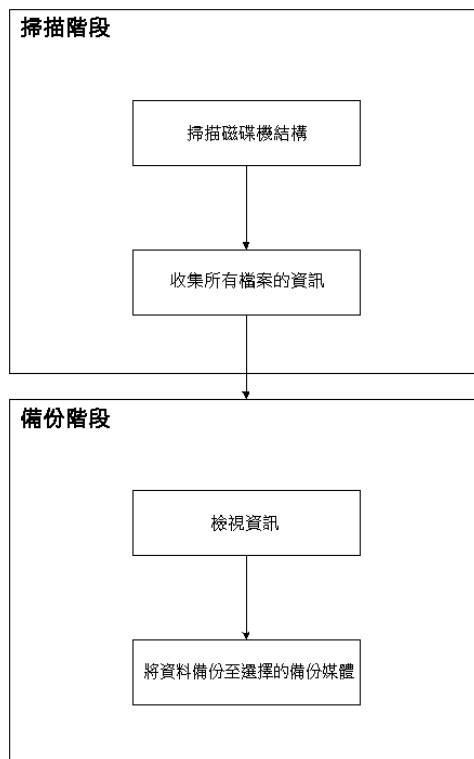 掃描階段
掃描磁碟機結構
收集所有檔案的資訊
備份階段
檢視資訊
將資料備份至選擇的備份媒體